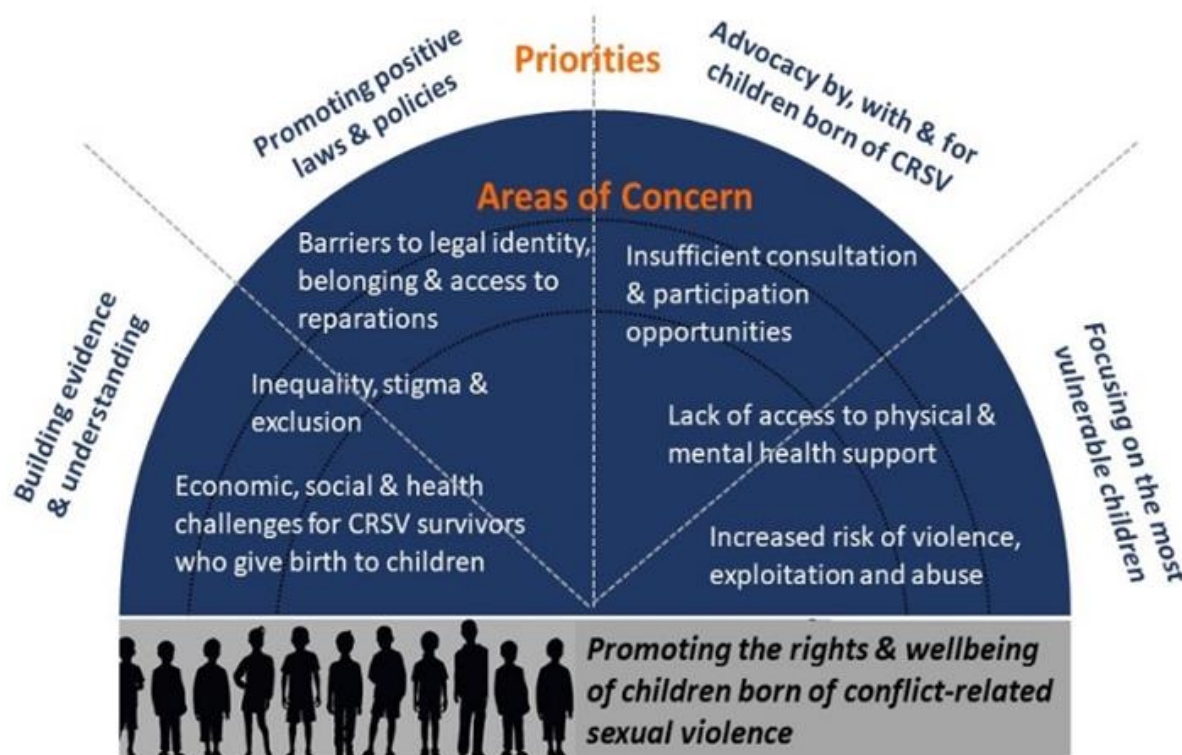 Priorities
Building evidence
& understanding
Promoting positive
laws & policies
Advocacy by, with & for
children born of CRSV
Focusing on the most
vulnerable children
Areas of Concern
Barriers to legal identity,
belonging & access to
reparations
Insufficient consultation
& participation
opportunities
Inequality, stigma &
exclusion
Lack of access to physical &
mental health support
Economic, social & health
challenges for CRSV survivors
who give birth to children
Increased risk of violence,
exploitation and abuse
Promoting the rights & wellbeing
of children born of conflict-related
sexual violence